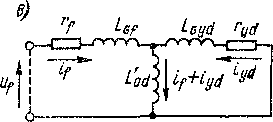 в)
r_f L_σf L_σyd r_yd
i_f L'_ad i_f+i_yd i_yd
u_f